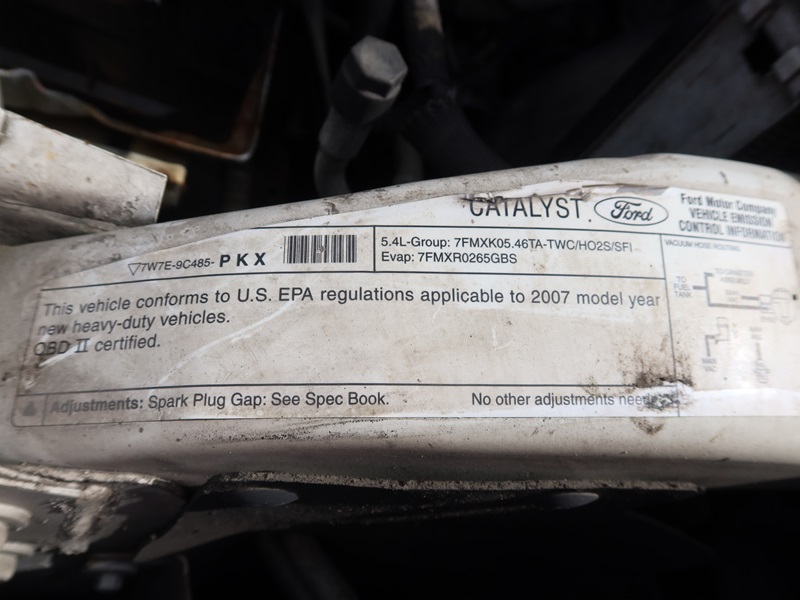 CATALYST.
Ford
Ford Motor Company
VEHICLE EMISSION
CONTROL INFORMATION
7W7E-9C485-PKX
5.4L-Group: 7FMXK05.46TA-TWC/HO2S/SFI
Evap: 7FMXR0265GBS
VACUUM HOSE ROUTING
TO
FUEL
TANK
This vehicle conforms to U.S. EPA regulations applicable to 2007 model year
new heavy-duty vehicles.
OBD II certified.
Adjustments: Spark Plug Gap: See Spec Book.
No other adjustments